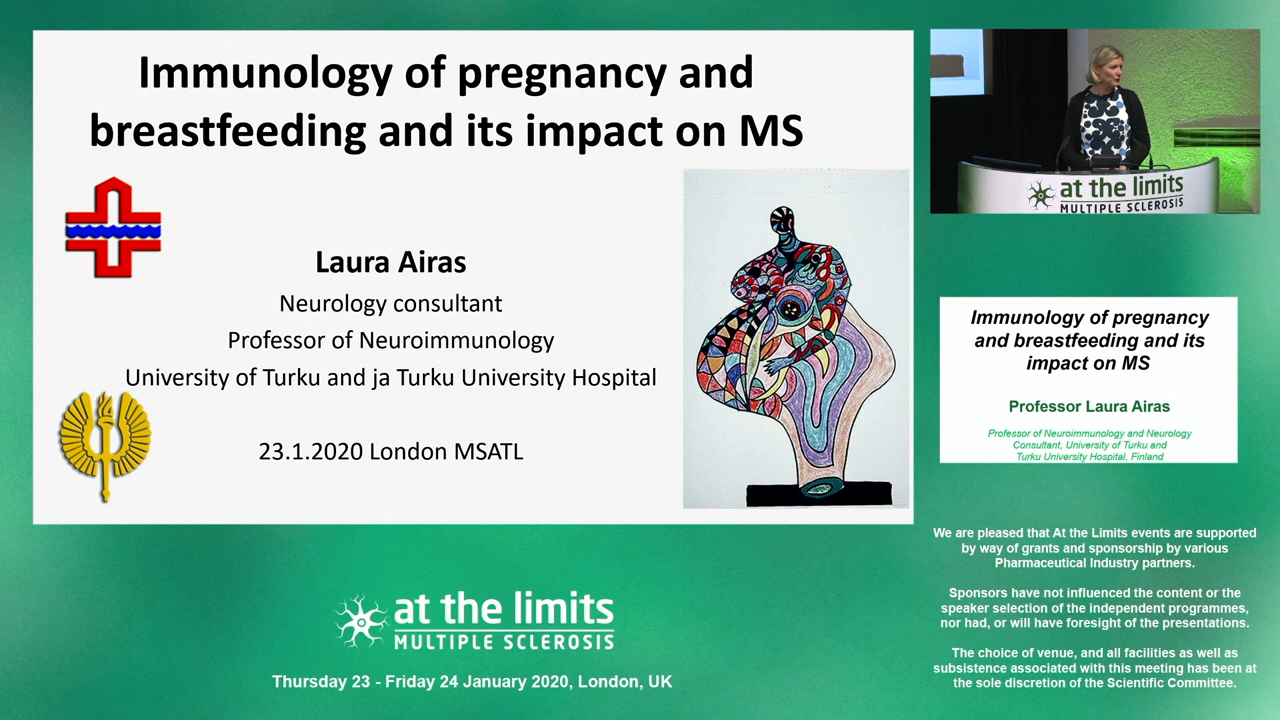 Immunology of pregnancy and
breastfeeding and its impact on MS
Laura Airas
Neurology consultant
Professor of Neuroimmunology
University of Turku and ja Turku University Hospital
23.1.2020 London MSATL
at the limits
MULTIPLE SCLEROSIS
Immunology of pregnancy
and breastfeeding and its
impact on MS
Professor Laura Airas
Professor of Neuroimmunology and Neurology
Consultant, University of Turku and
Turku University Hospital, Finland
We are pleased that At the Limits events are supported
by way of grants and sponsorship by various
Pharmaceutical Industry partners.
Sponsors have not influenced the content or the
speaker selection of the independent programmes,
nor had, or will have foresight of the presentations.
The choice of venue, and all facilities as well as
subsistence associated with this meeting has been at
the sole discretion of the Scientific Committee.
at the limits
MULTIPLE SCLEROSIS
Thursday 23 - Friday 24 January 2020, London, UK